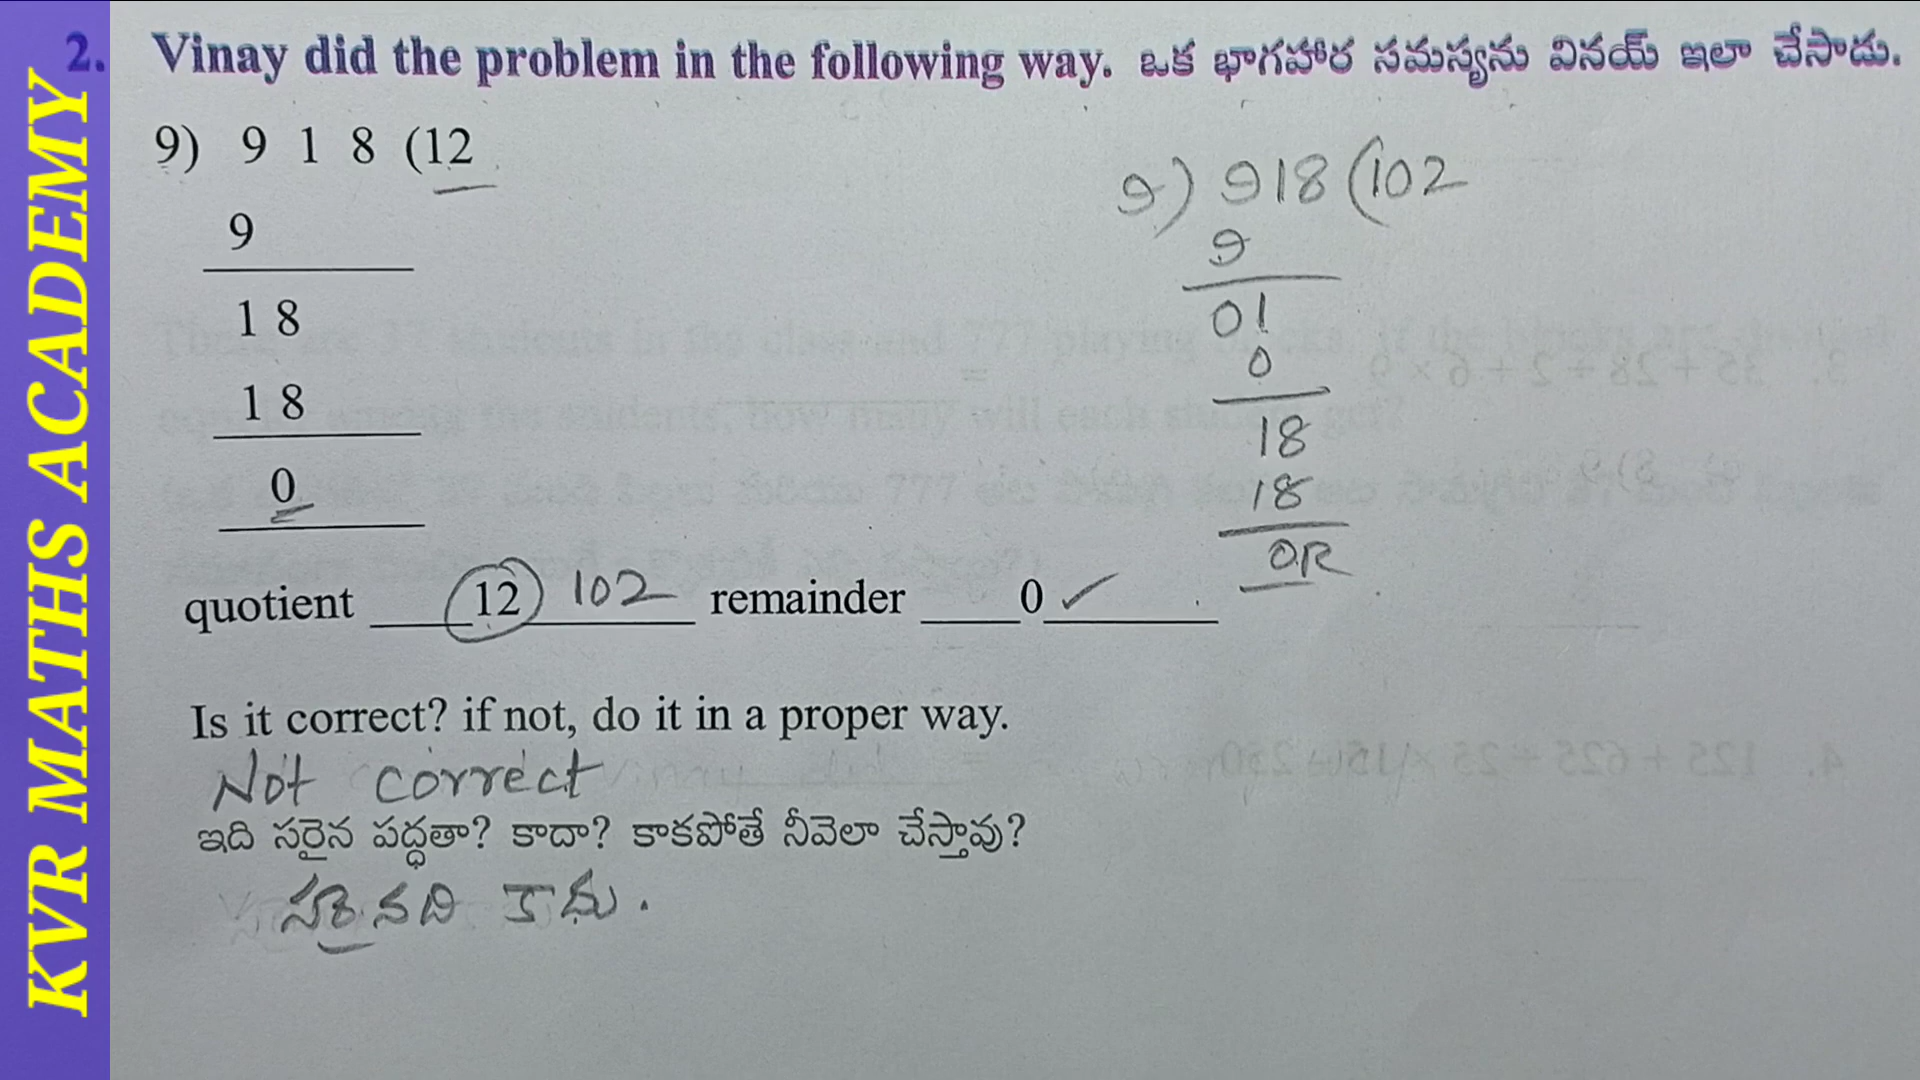 KVR MATHS ACADEMY
2. Vinay did the problem in the following way. ఒక భాగహార సమస్యను వినయ్ ఇలా చేసాడు.
9) 9 1 8 (12
9
1 8
1 8
0
9) 918 (102
9
01
0
18
18
0R
quotient 12 102 remainder 0 ✓
Is it correct? if not, do it in a proper way.
Not correct
ఇది సరైన పద్ధతా? కాదా? కాకపోతే నీవెలా చేస్తావు?
సరైనది కాదు.